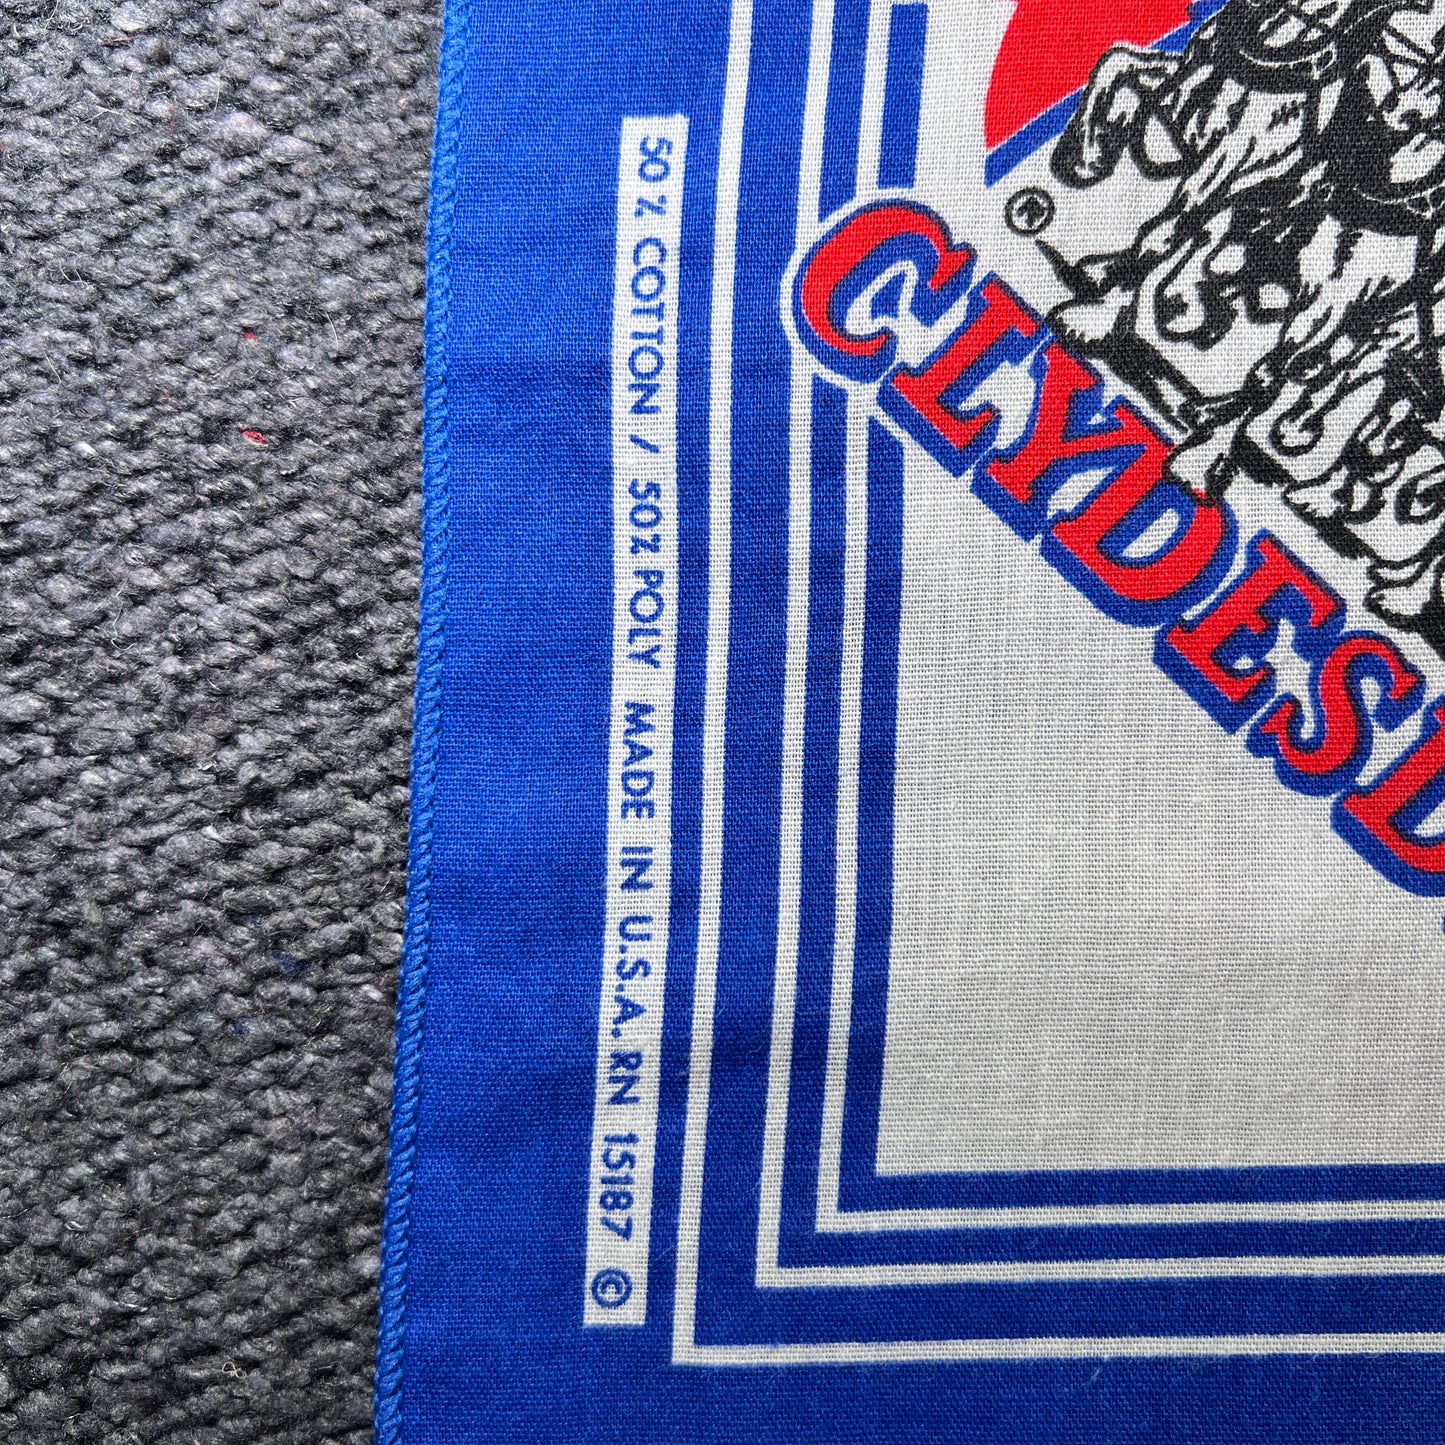 50 % COTTON / 50% POLY MADE IN U.S.A. RN 15187 ©
®
CLYDESD